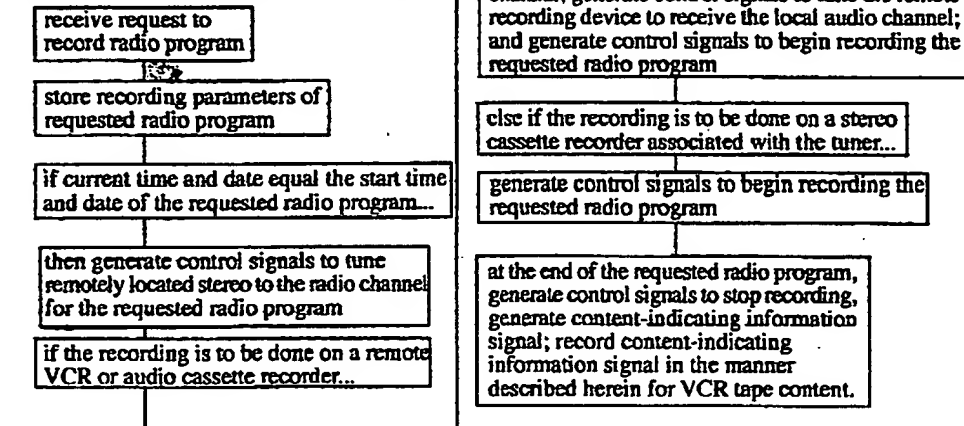 receive request to
record radio program
store recording parameters of
requested radio program
if current time and date equal the start time
and date of the requested radio program...
then generate control signals to tune
remotely located stereo to the radio channel
for the requested radio program
if the recording is to be done on a remote
VCR or audio cassette recorder...
recording device to receive the local audio channel;
and generate control signals to begin recording the
requested radio program
else if the recording is to be done on a stereo
cassette recorder associated with the tuner...
generate control signals to begin recording the
requested radio program
at the end of the requested radio program,
generate control signals to stop recording,
generate content-indicating information
signal; record content-indicating
information signal in the manner
described herein for VCR tape content.